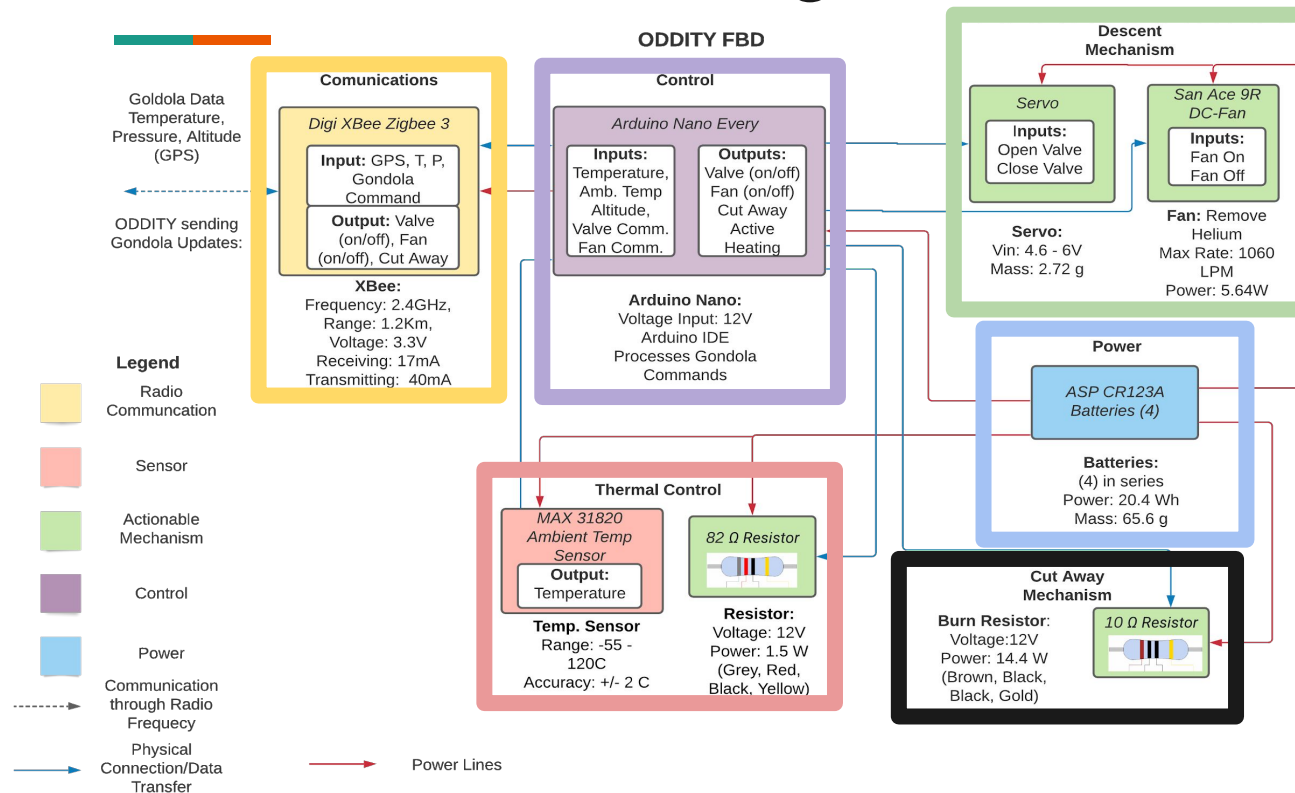 ODDITY FBD
Goldola Data
Temperature,
Pressure, Altitude
(GPS)
ODDITY sending
Gondola Updates:
Comunications
Digi XBee Zigbee 3
Input: GPS, T, P,
Gondola
Command
Output: Valve
(on/off), Fan
(on/off), Cut Away
XBee:
Frequency: 2.4GHz,
Range: 1.2Km,
Voltage: 3.3V
Receiving: 17mA
Transmitting: 40mA
Control
Arduino Nano Every
Inputs:
Temperature,
Amb. Temp
Altitude,
Valve Comm.
Fan Comm.
Outputs:
Valve (on/off)
Fan (on/off)
Cut Away
Active
Heating
Arduino Nano:
Voltage Input: 12V
Arduino IDE
Processes Gondola
Commands
Descent
Mechanism
Servo
Inputs:
Open Valve
Close Valve
Servo:
Vin: 4.6 - 6V
Mass: 2.72 g
San Ace 9R
DC-Fan
Inputs:
Fan On
Fan Off
Fan: Remove
Helium
Max Rate: 1060
LPM
Power: 5.64W
Power
ASP CR123A
Batteries (4)
Batteries:
(4) in series
Power: 20.4 Wh
Mass: 65.6 g
Thermal Control
MAX 31820
Ambient Temp
Sensor
Output:
Temperature
Temp. Sensor
Range: -55 -
120C
Accuracy: +/- 2 C
82 Ω Resistor
Resistor:
Voltage: 12V
Power: 1.5 W
(Grey, Red,
Black, Yellow)
Cut Away
Mechanism
Burn Resistor:
Voltage:12V
Power: 14.4 W
(Brown, Black,
Black, Gold)
10 Ω Resistor
Legend
Radio
Communcation
Sensor
Actionable
Mechanism
Control
Power
Communication
through Radio
Frequecy
Physical
Connection/Data
Transfer
Power Lines